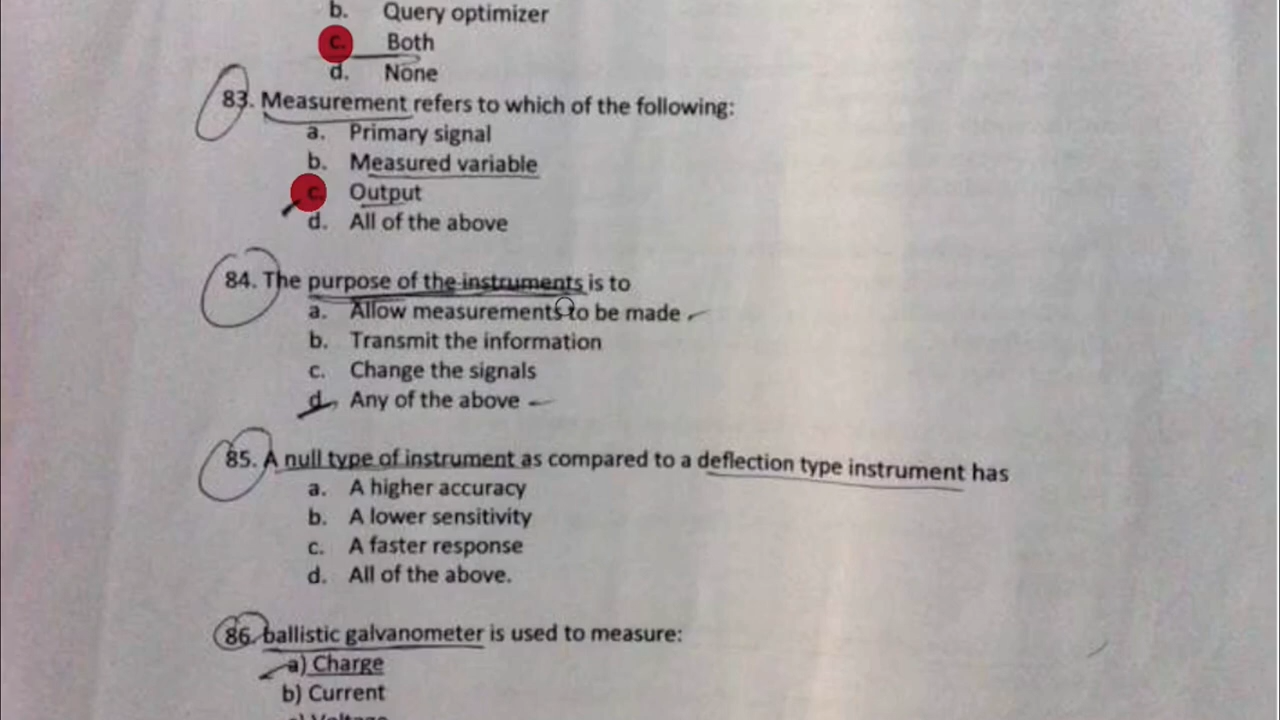 b. Query optimizer
c. Both
d. None
83. Measurement refers to which of the following:
a. Primary signal
b. Measured variable
c. Output
d. All of the above
84. The purpose of the instruments is to
a. Allow measurements to be made
b. Transmit the information
c. Change the signals
d. Any of the above
85. A null type of instrument as compared to a deflection type instrument has
a. A higher accuracy
b. A lower sensitivity
c. A faster response
d. All of the above.
86. ballistic galvanometer is used to measure:
a) Charge
b) Current
c) Voltage